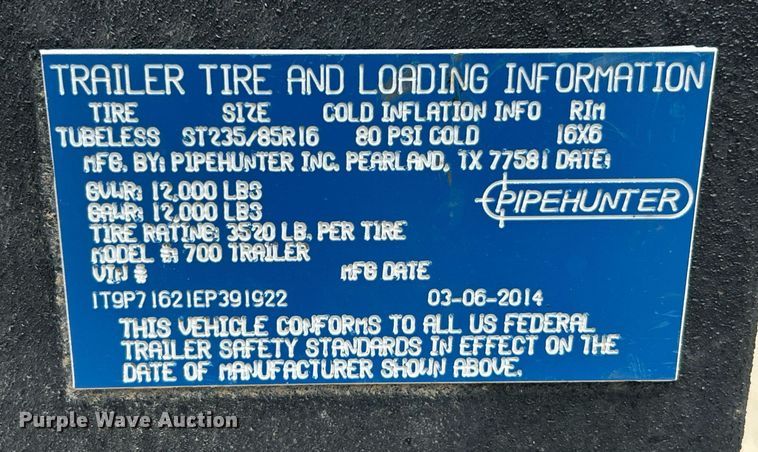 TRAILER TIRE AND LOADING INFORMATION
TIRE SIZE COLD INFLATION INFO RIM
TUBELESS ST235/85R16 80 PSI COLD 16X6
MFG. BY: PIPEHUNTER INC. PEARLAND, TX 77581 DATE:
GVWR: 12,000 LBS
GAWR: 12,000 LBS
PIPEHUNTER
TIRE RATING: 3520 LB. PER TIRE
MODEL #: 700 TRAILER
VIN # MFG DATE
1T9P71621EP391922 03-06-2014
THIS VEHICLE CONFORMS TO ALL US FEDERAL
TRAILER SAFETY STANDARDS IN EFFECT ON THE
DATE OF MANUFACTURER SHOWN ABOVE.
Purple Wave Auction